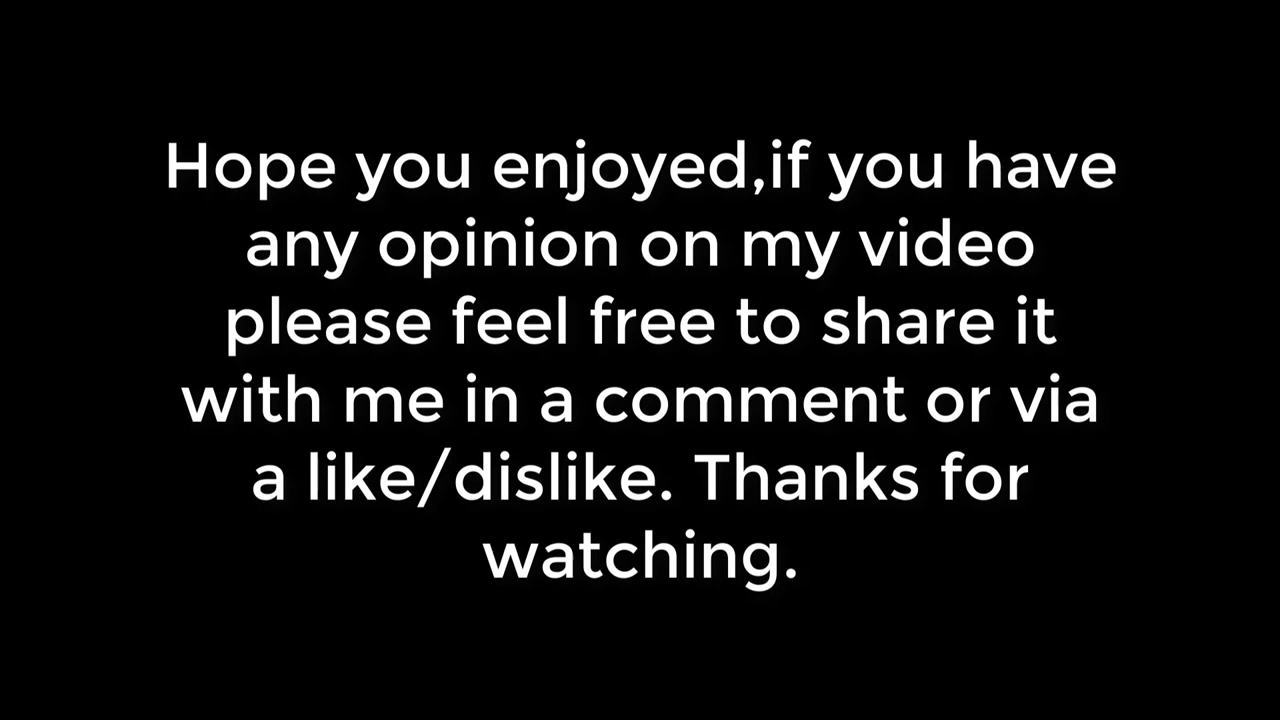 Hope you enjoyed,if you have
any opinion on my video
please feel free to share it
with me in a comment or via
a like/dislike. Thanks for
watching.